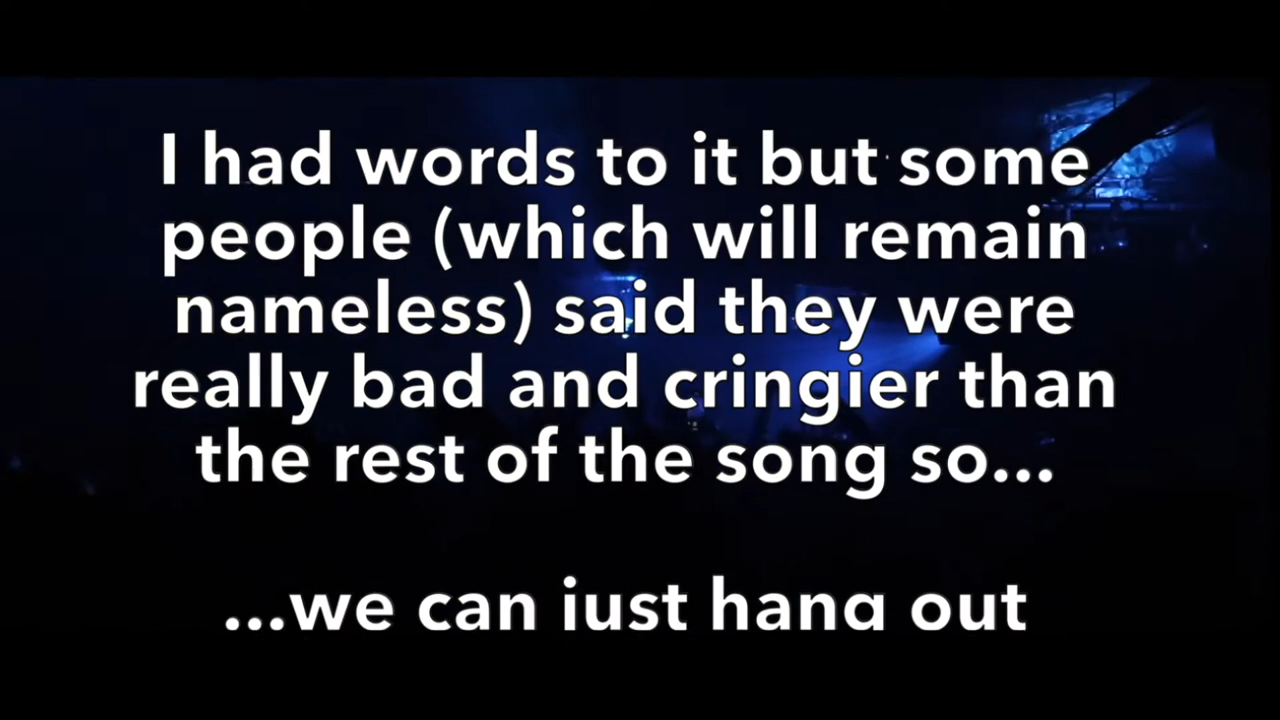 I had words to it but some
people (which will remain
nameless) said they were
really bad and cringier than
the rest of the song so...
...we can just hang out